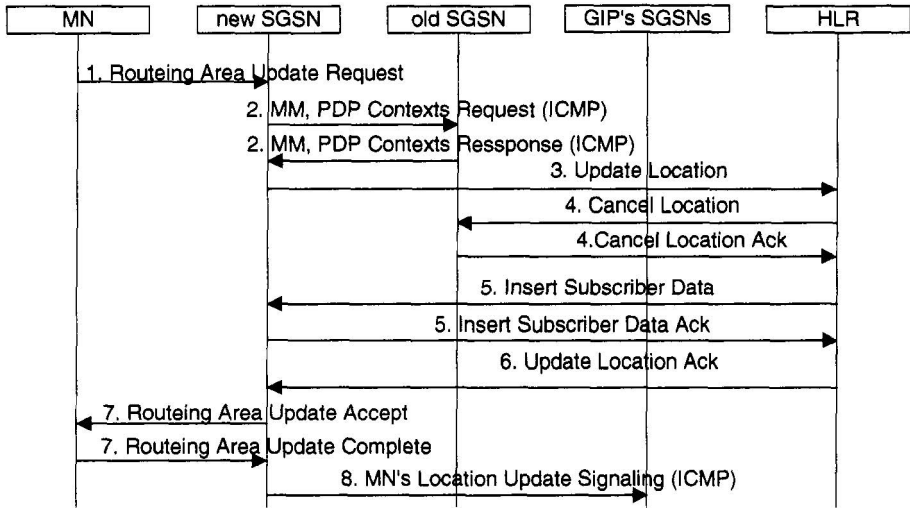 MN
new SGSN
old SGSN
GIP's SGSNs
HLR
1. Routeing Area Update Request
2. MM, PDP Contexts Request (ICMP)
2. MM, PDP Contexts Ressponse (ICMP)
3. Update Location
4. Cancel Location
4.Cancel Location Ack
5. Insert Subscriber Data
5. Insert Subscriber Data Ack
6. Update Location Ack
7. Routeing Area Update Accept
7. Routeing Area Update Complete
8. MN's Location Update Signaling (ICMP)